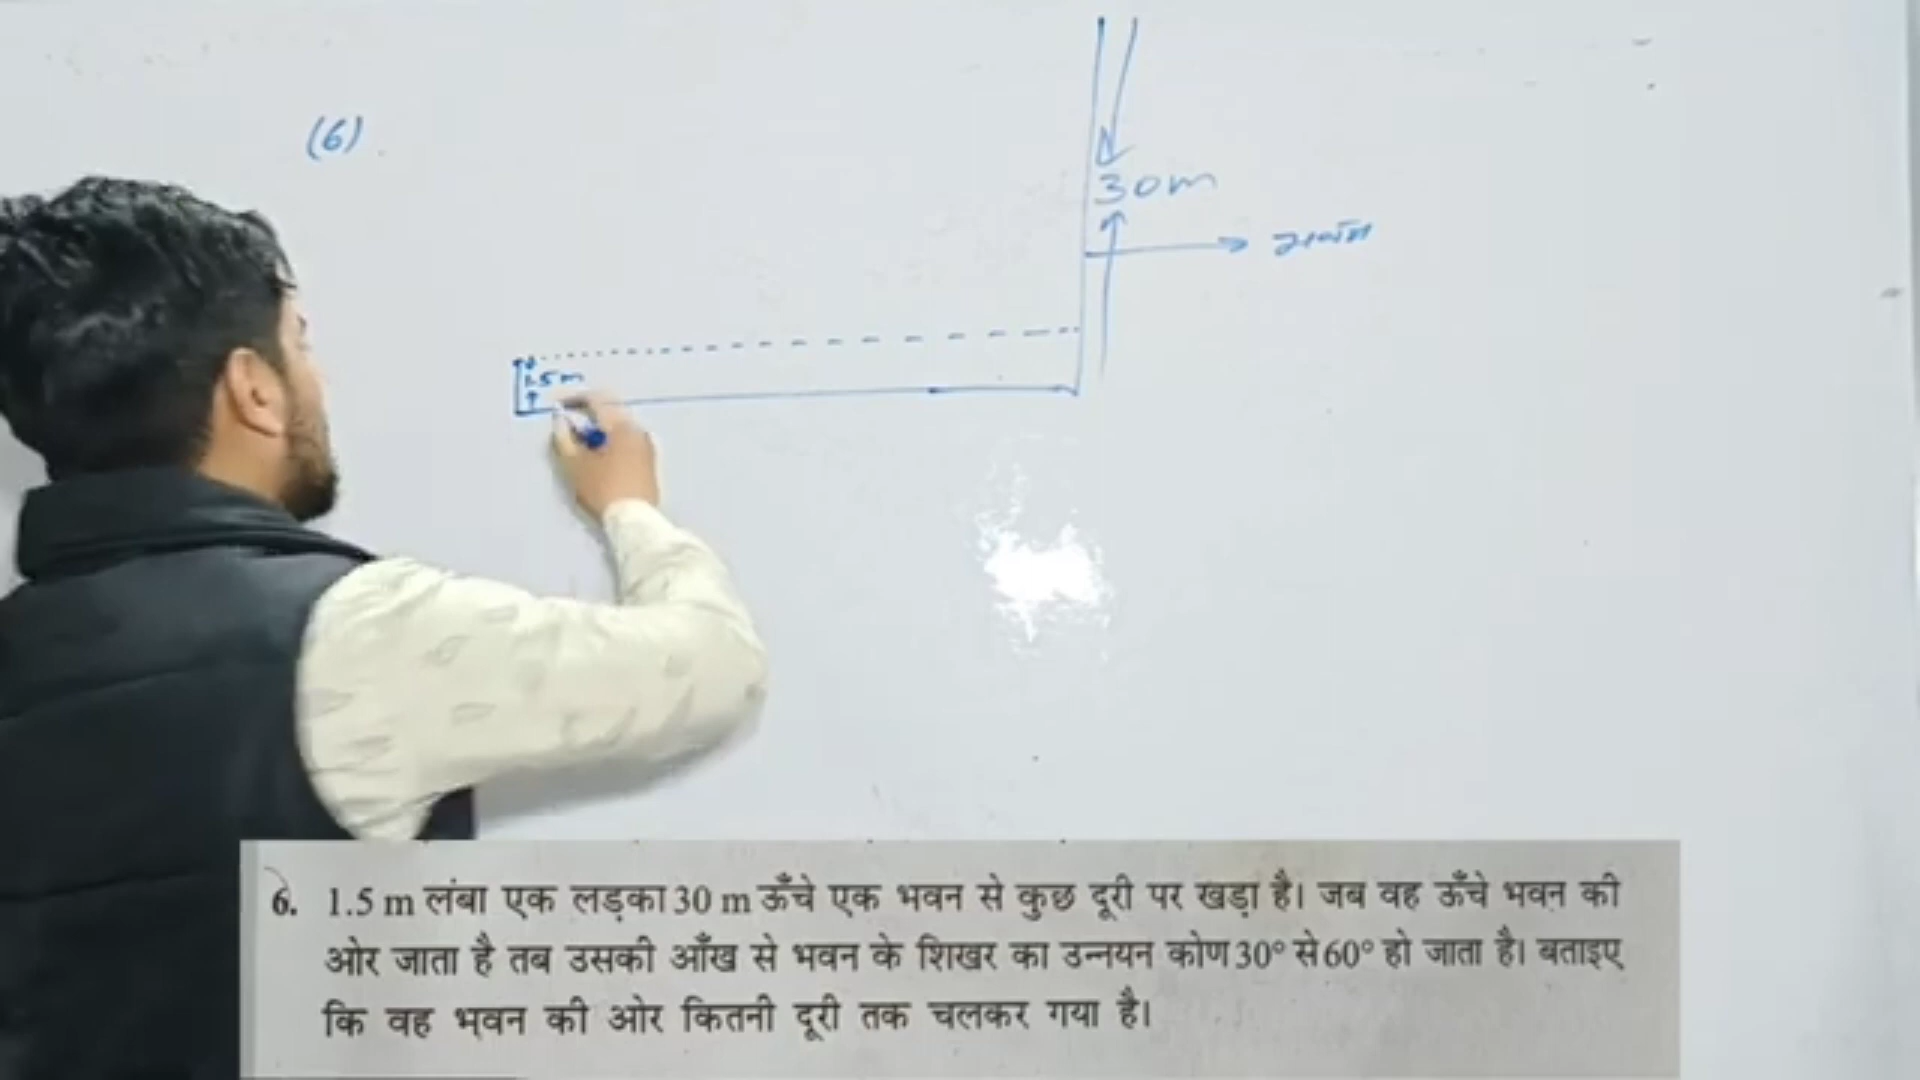 (6)
30m
भवन
1.5m
6. 1.5 m लंबा एक लड़का 30 m ऊँचे एक भवन से कुछ दूरी पर खड़ा है। जब वह ऊँचे भवन की
ओर जाता है तब उसकी आँख से भवन के शिखर का उन्नयन कोण 30° से 60° हो जाता है। बताइए
कि वह भवन की ओर कितनी दूरी तक चलकर गया है।